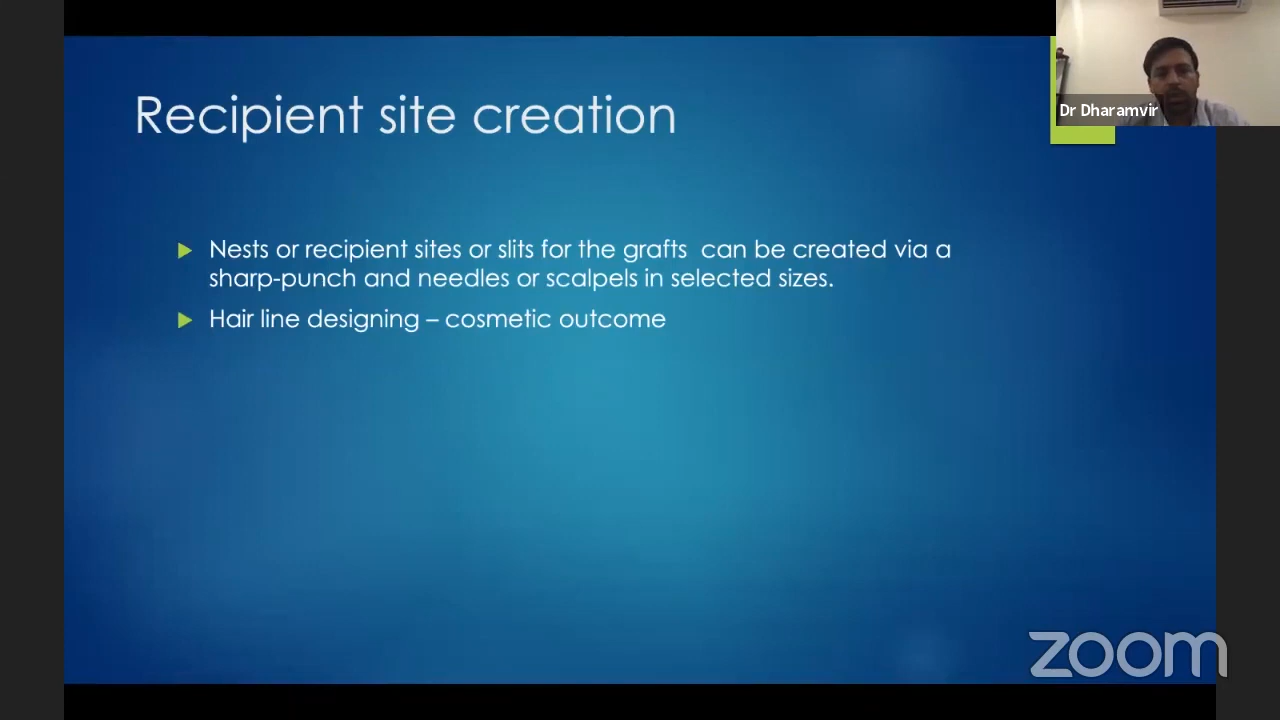 Recipient site creation
Dr Dharamvir
Nests or recipient sites or slits for the grafts can be created via a
sharp-punch and needles or scalpels in selected sizes.
Hair line designing – cosmetic outcome
zoom